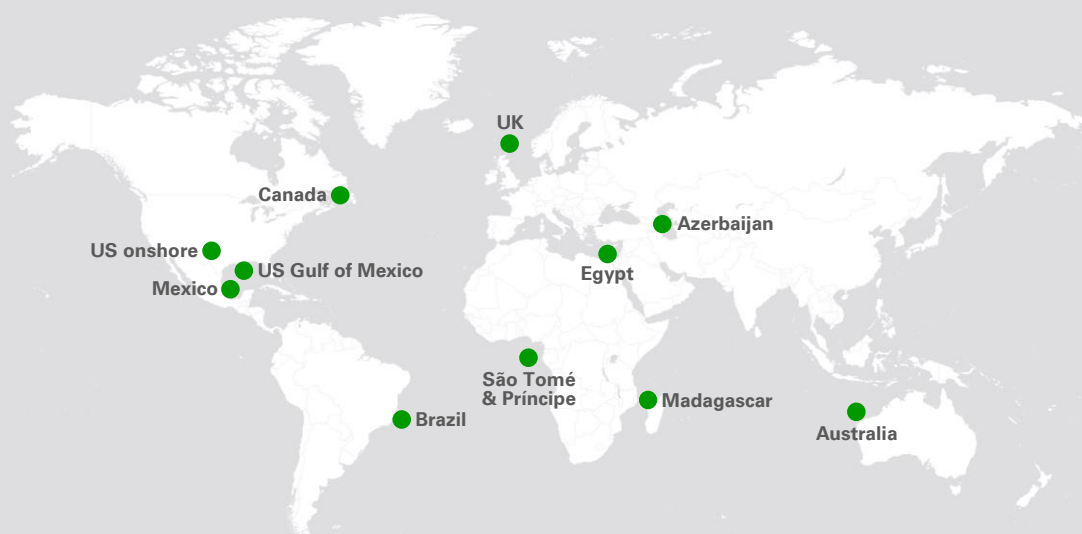 UK
Canada
Azerbaijan
US onshore
US Gulf of Mexico
Egypt
Mexico
São Tomé
& Príncipe
Madagascar
Brazil
Australia